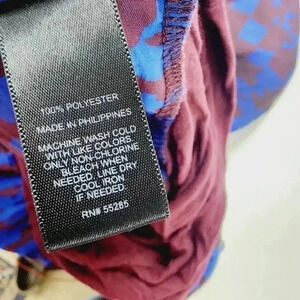 100% POLYESTER
MADE IN PHILIPPINES
MACHINE WASH COLD
WITH LIKE COLORS.
ONLY NON-CHLORINE
BLEACH WHEN
NEEDED. LINE DRY.
COOL IRON
IF NEEDED.
RN# 55285